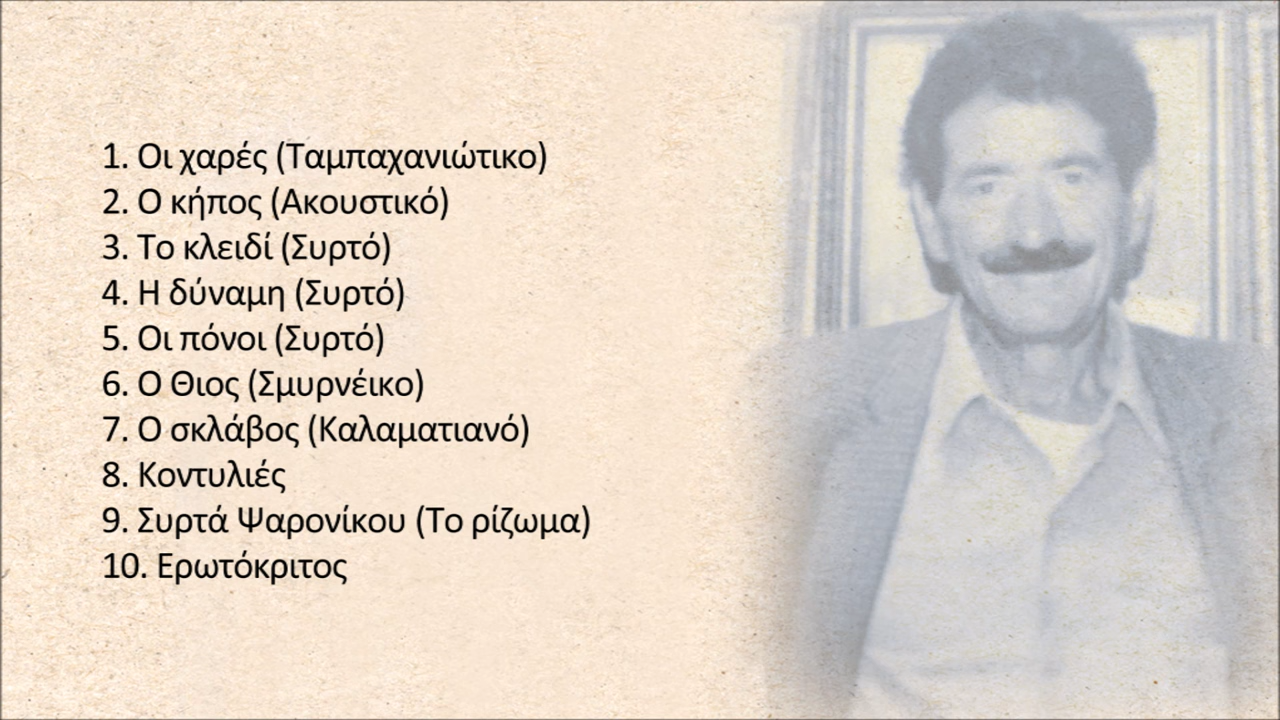 1. Οι χαρές (Ταμπαχανιώτικο)
2. Ο κήπος (Ακουστικό)
3. Το κλειδί (Συρτό)
4. Η δύναμη (Συρτό)
5. Οι πόνοι (Συρτό)
6. Ο Θιος (Σμυρνέικο)
7. Ο σκλάβος (Καλαματιανό)
8. Κοντυλιές
9. Συρτά Ψαρονίκου (Το ρίζωμα)
10. Ερωτόκριτος